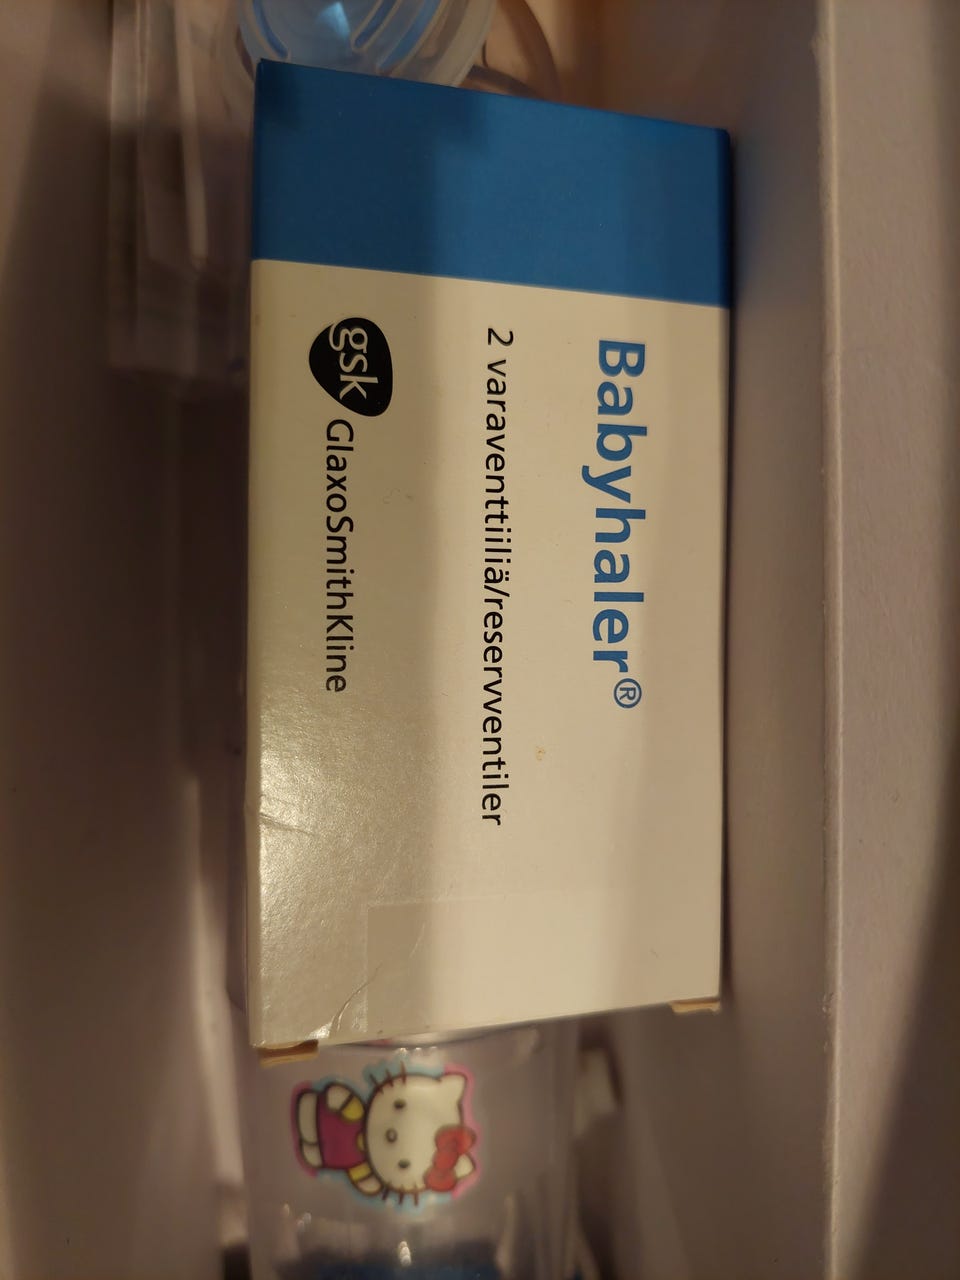 Babyhaler®
2 varaventtiiliä/reservventiler
gsk GlaxoSmithKline